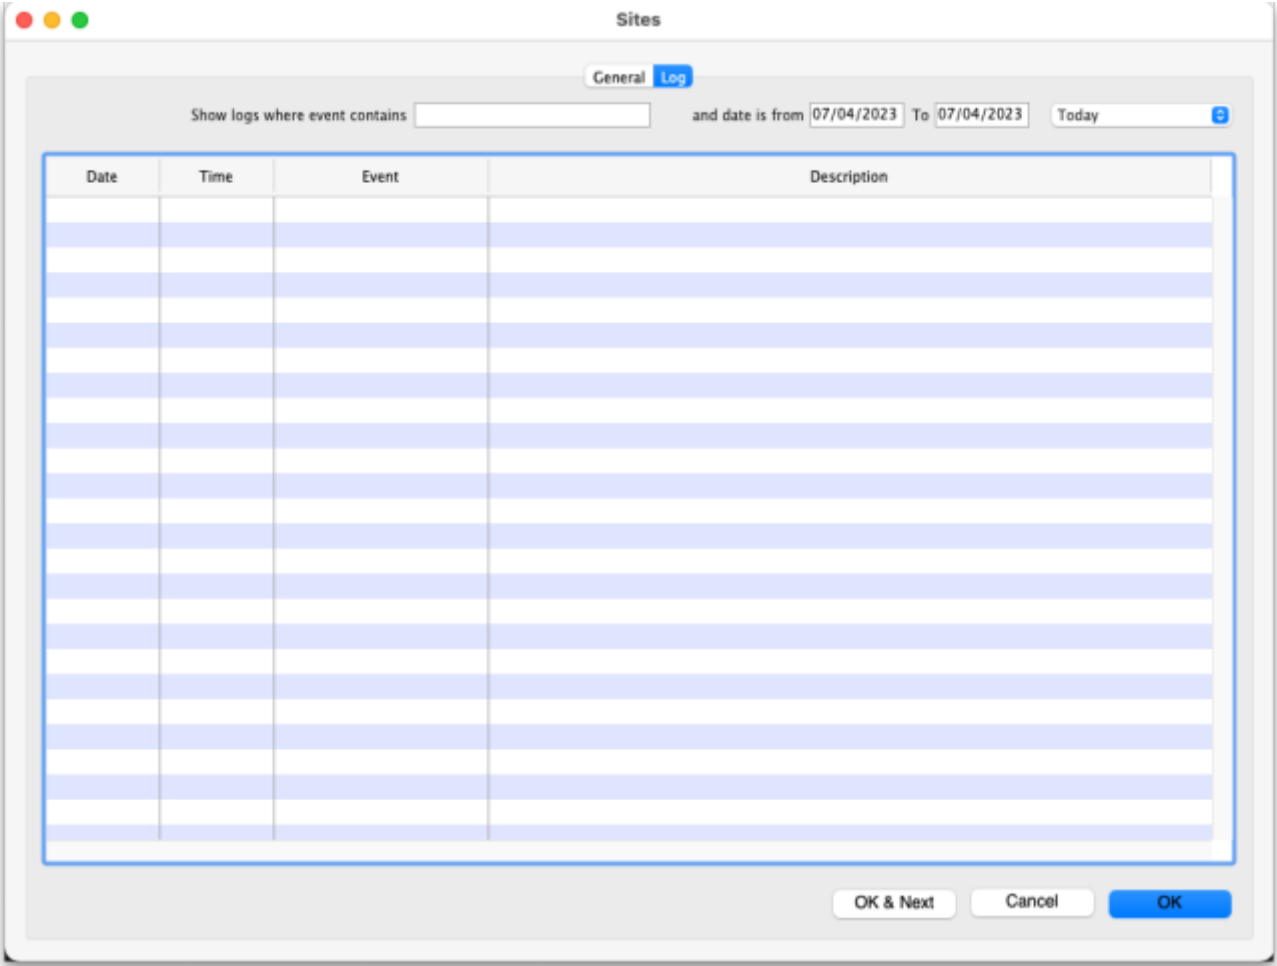 Sites
General Log
Show logs where event contains and date is from 07/04/2023 To 07/04/2023 Today
Date Time Event Description
OK & Next Cancel OK